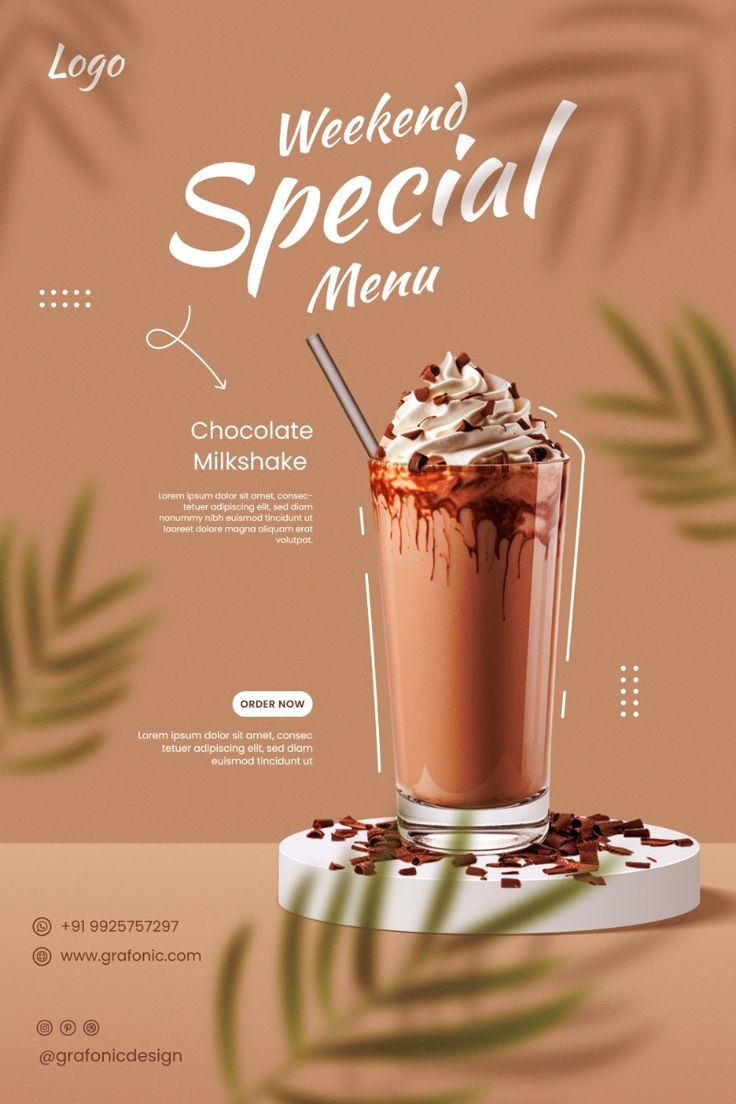 Logo
Weekend
Special
Menu
Chocolate
Milkshake
Lorem ipsum dolor sit amet, consec-
tetuer adipiscing elit, sed diam
nonummy nibh euismod tincidunt ut
laoreet dolore magna aliquam erat
volutpat.
ORDER NOW
Lorem ipsum dolor sit amet, consec
tetuer adipiscing elit, sed diam
euismod tincidunt ut
+91 9925757297
www.grafonic.com
@grafonicdesign